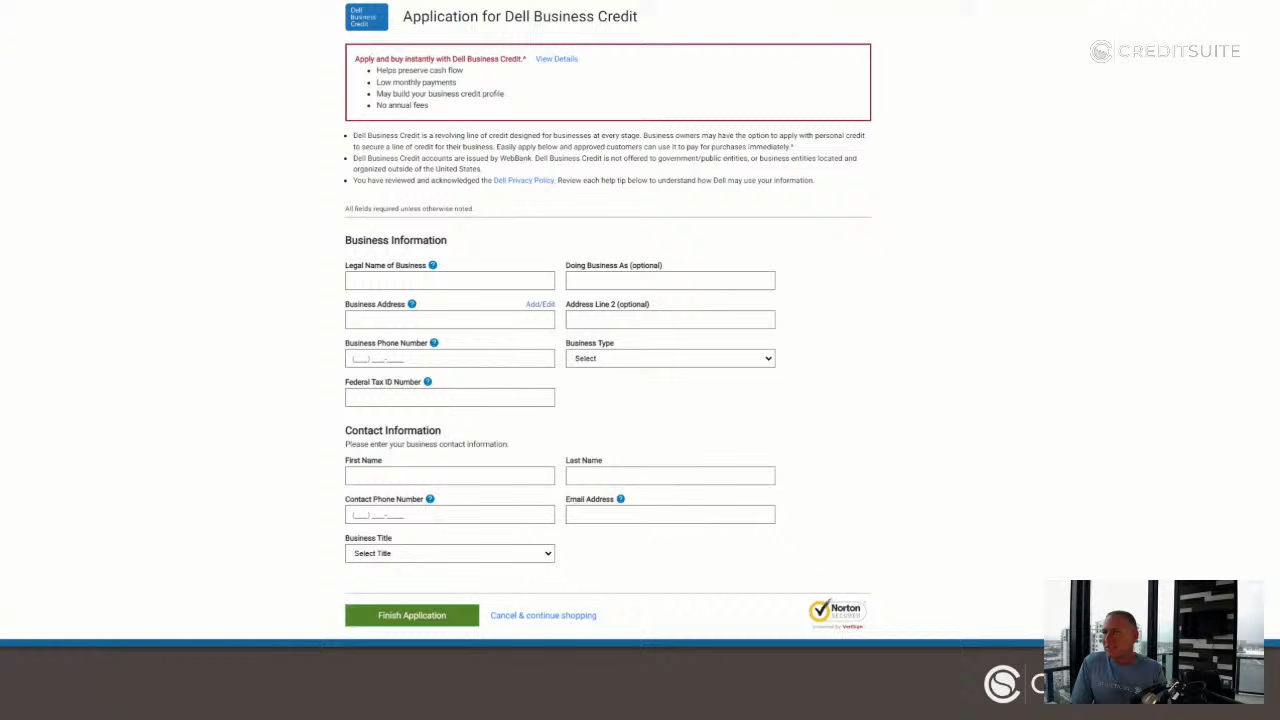 Dell
Business
Credit
Application for Dell Business Credit
CREDITSUITE
Apply and buy instantly with Dell Business Credit.^ View Details
• Helps preserve cash flow
• Low monthly payments
• May build your business credit profile
• No annual fees
• Dell Business Credit is a revolving line of credit designed for businesses at every stage. Business owners may have the option to apply with personal credit
to secure a line of credit for their business. Easily apply below and approved customers can use it to pay for purchases immediately.^
• Dell Business Credit accounts are issued by WebBank. Dell Business Credit is not offered to government/public entities, or business entities located and
organized outside of the United States.
• You have reviewed and acknowledged the Dell Privacy Policy. Review each help tip below to understand how Dell may use your information.
All fields required unless otherwise noted
Business Information
Legal Name of Business ? Doing Business As (optional)
Business Address ? Add/Edit Address Line 2 (optional)
Business Phone Number ? Business Type
(___) ___-____ Select
Federal Tax ID Number ?
Contact Information
Please enter your business contact information.
First Name Last Name
Contact Phone Number ? Email Address ?
(___) ___-____
Business Title
Select Title
Finish Application Cancel & continue shopping
Norton
SECURED
powered by VeriSign